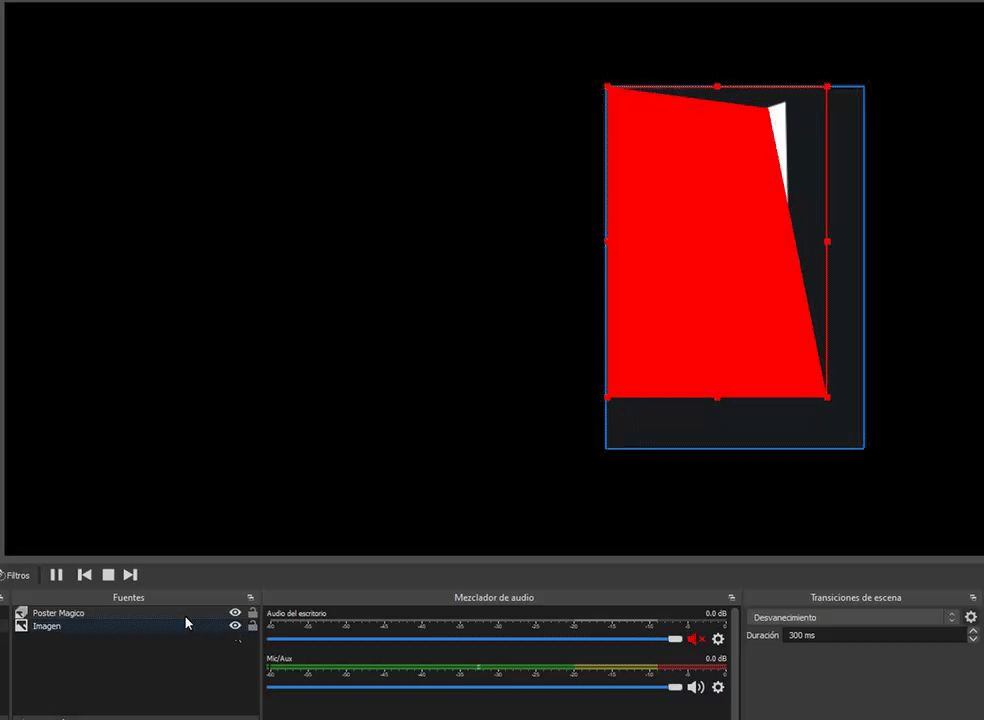 Filtros
Fuentes
Poster Magico
Imagen
Mezclador de audio
Audio del escritorio
0.0 dB
Mic/Aux
0.0 dB
Transiciones de escena
Desvanecimiento
Duración 300 ms